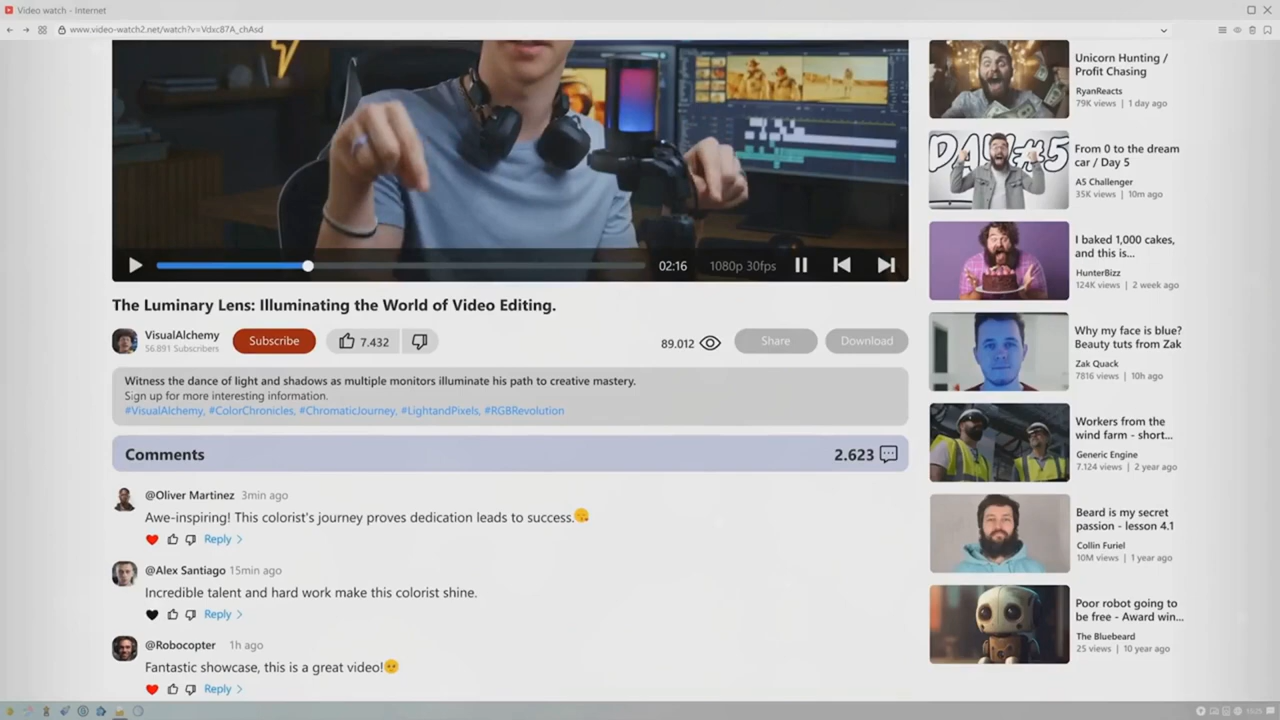 Video watch - Internet
www.video-watch2.net/watch?v=Vdxc87A_chAsd
02:16 1080p 30fps
The Luminary Lens: Illuminating the World of Video Editing.
VisualAlchemy
56.891 Subscribers
Subscribe
7.432
89.012
Share
Download
Witness the dance of light and shadows as multiple monitors illuminate his path to creative mastery.
Sign up for more interesting information.
#VisualAlchemy, #ColorChronicles, #ChromaticJourney, #LightandPixels, #RGBRevolution
Comments 2.623
@Oliver Martinez 3min ago
Awe-inspiring! This colorist's journey proves dedication leads to success.
Reply >
@Alex Santiago 15min ago
Incredible talent and hard work make this colorist shine.
Reply >
@Robocopter 1h ago
Fantastic showcase, this is a great video!
Reply >
Unicorn Hunting /
Profit Chasing
RyanReacts
79K views | 1 day ago
DAY #5
From 0 to the dream
car / Day 5
A5 Challenger
35K views | 10m ago
I baked 1,000 cakes,
and this is...
HunterBizz
124K views | 2 week ago
Why my face is blue?
Beauty tuts from Zak
Zak Quack
7816 views | 10h ago
Workers from the
wind farm - short...
Generic Engine
7.124 views | 2 year ago
Beard is my secret
passion - lesson 4.1
Collin Furiel
10M views | 1 year ago
Poor robot going to
be free - Award win...
The Bluebeard
25 views | 10 year ago